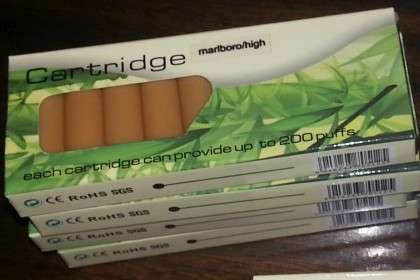 Cartridge
marlboro/high
each cartridge can provide up to 200 puffs
CE RoHS SGS
CE RoHS SGS
CE RoHS SGS
CE RoHS SGS